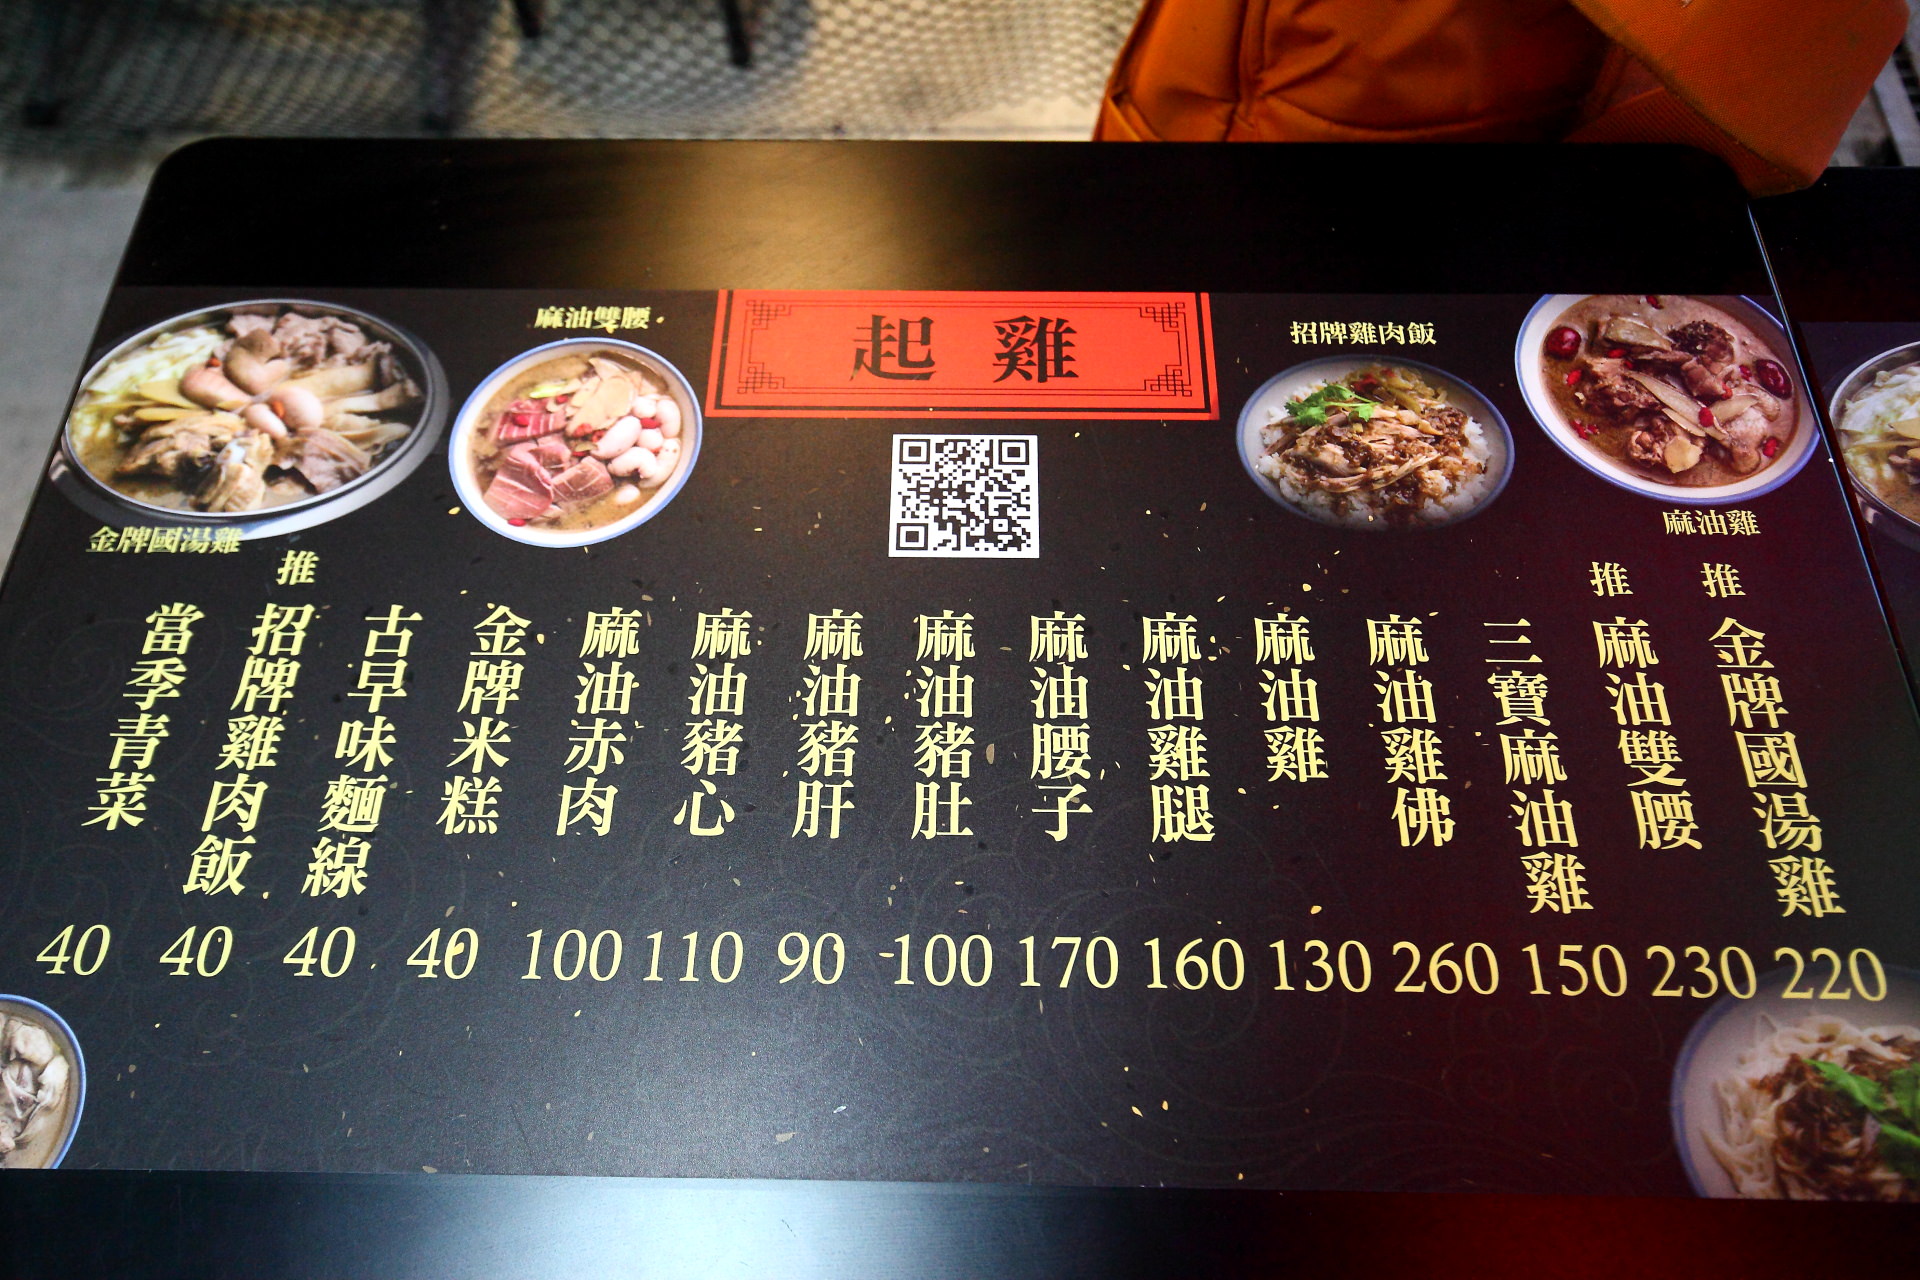 起雞
麻油雙腰
招牌雞肉飯
金牌國湯雞
麻油雞
推 金牌國湯雞 220
推 麻油雙腰 230
三寶麻油雞 150
麻油雞佛 260
麻油雞 130
麻油雞腿 160
麻油腰子 170
麻油豬肚 100
麻油豬肝 90
麻油豬心 110
麻油赤肉 100
金牌米糕 40
古早味麵線 40
推 招牌雞肉飯 40
當季青菜 40